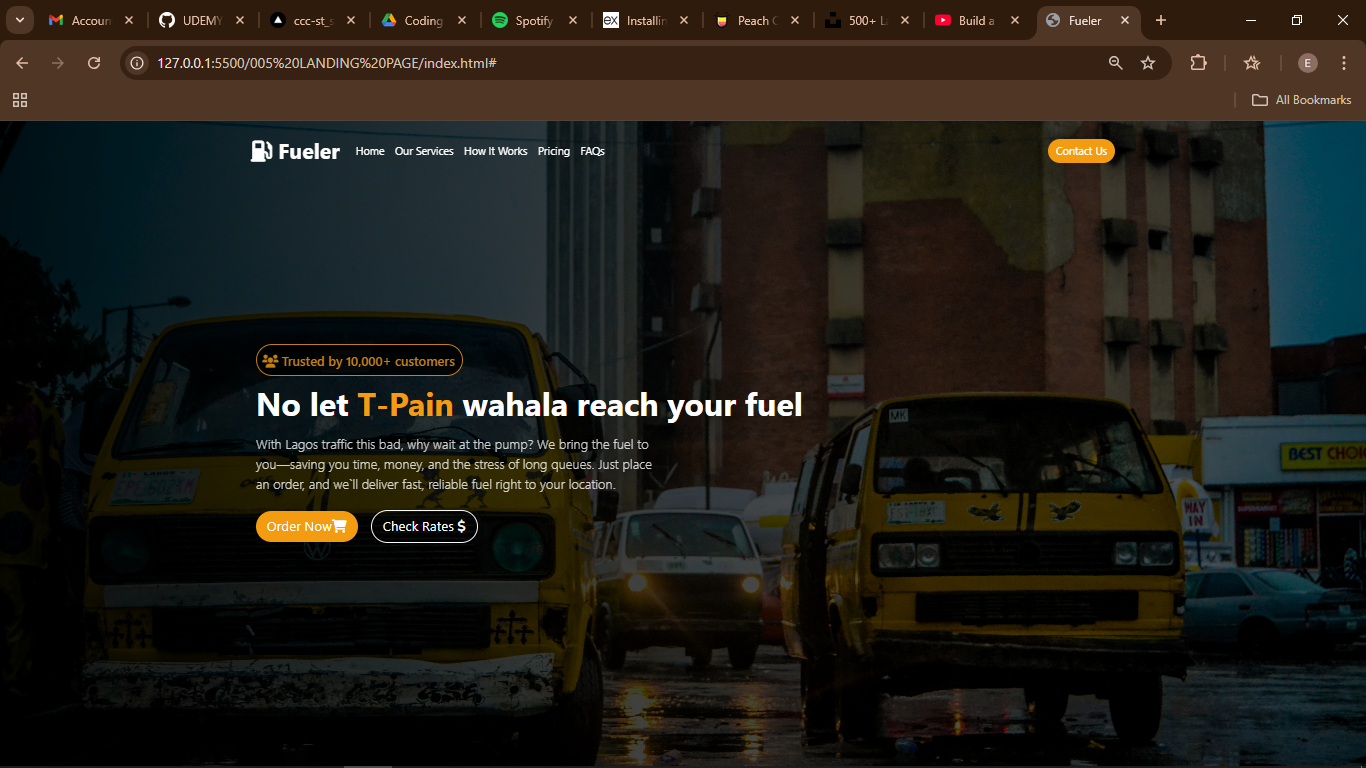 Accoun
UDEMY
ccc-st_s
Coding
Spotify
Installin
Peach C
500+ L
Build a
Fueler
127.0.0.1:5500/005%20LANDING%20PAGE/index.html#
E
All Bookmarks
Fueler
Home
Our Services
How It Works
Pricing
FAQs
Contact Us
Trusted by 10,000+ customers
No let T-Pain wahala reach your fuel
With Lagos traffic this bad, why wait at the pump? We bring the fuel to
you—saving you time, money, and the stress of long queues. Just place
an order, and we`ll deliver fast, reliable fuel right to your location.
Order Now
Check Rates $
MK
BEST CHOI
WAY
IN